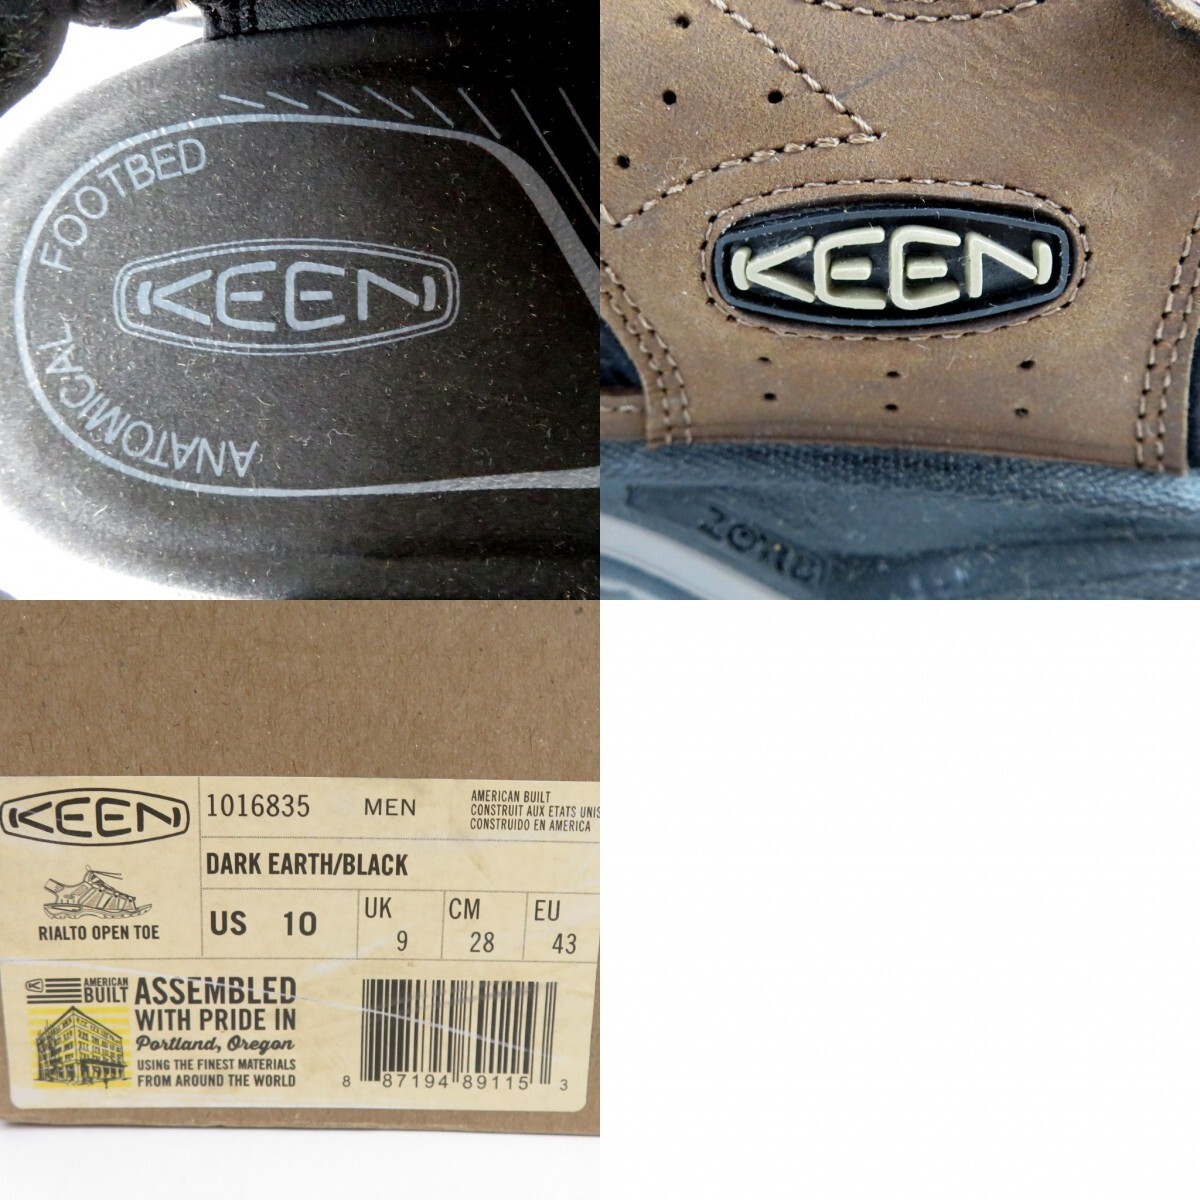 ANATOMICAL FOOTBED
KEEN
KEEN
KEEN
1016835 MEN
AMERICAN BUILT
CONSTRUIT AUX ETATS UNIS
CONSTRUIDO EN AMERICA
DARK EARTH/BLACK
RIALTO OPEN TOE
US 10
UK 9
CM 28
EU 43
AMERICAN BUILT
ASSEMBLED
WITH PRIDE IN
Portland, Oregon
USING THE FINEST MATERIALS
FROM AROUND THE WORLD
8 87194 89115 3